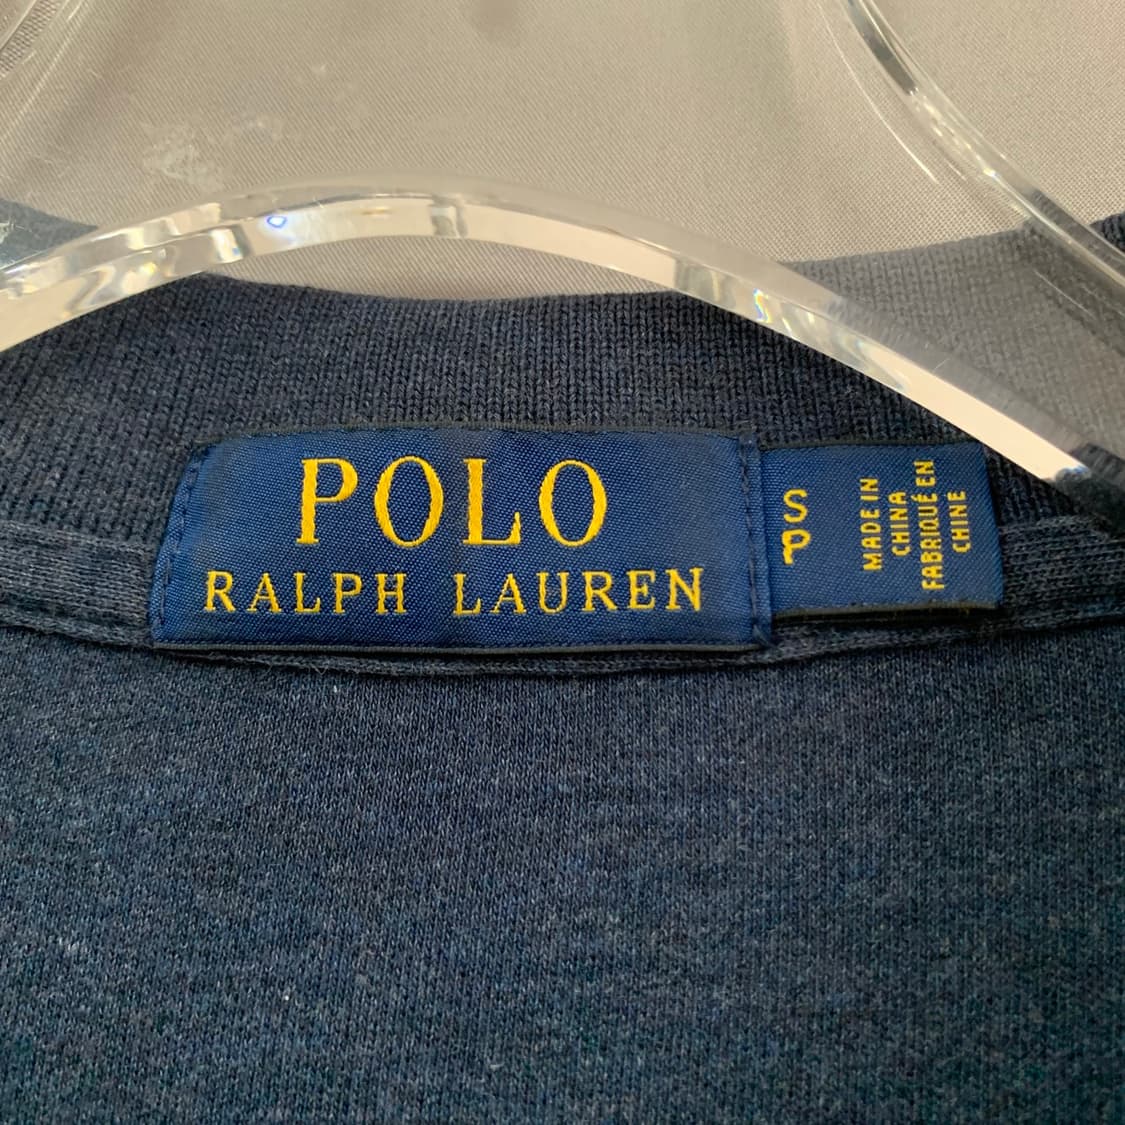 POLO
RALPH LAUREN
S
P
MADE IN
CHINA
FABRIQUÉ EN
CHINE